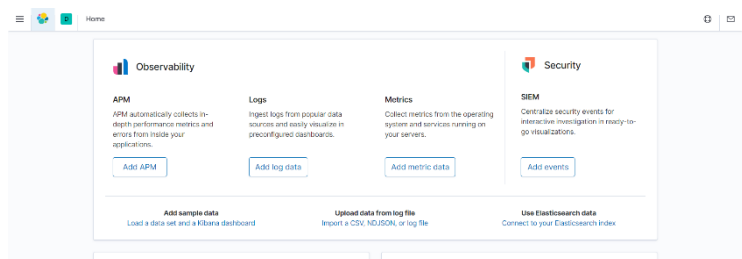 D Home
Observability
Security
APM
APM automatically collects in-
depth performance metrics and
errors from inside your
applications.
Add APM
Logs
Ingest logs from popular data
sources and easily visualize in
preconfigured dashboards.
Add log data
Metrics
Collect metrics from the operating
system and services running on
your servers.
Add metric data
SIEM
Centralize security events for
interactive investigation in ready-to-
go visualizations.
Add events
Add sample data
Load a data set and a Kibana dashboard
Upload data from log file
Import a CSV, NDJSON, or log file
Use Elasticsearch data
Connect to your Elasticsearch index